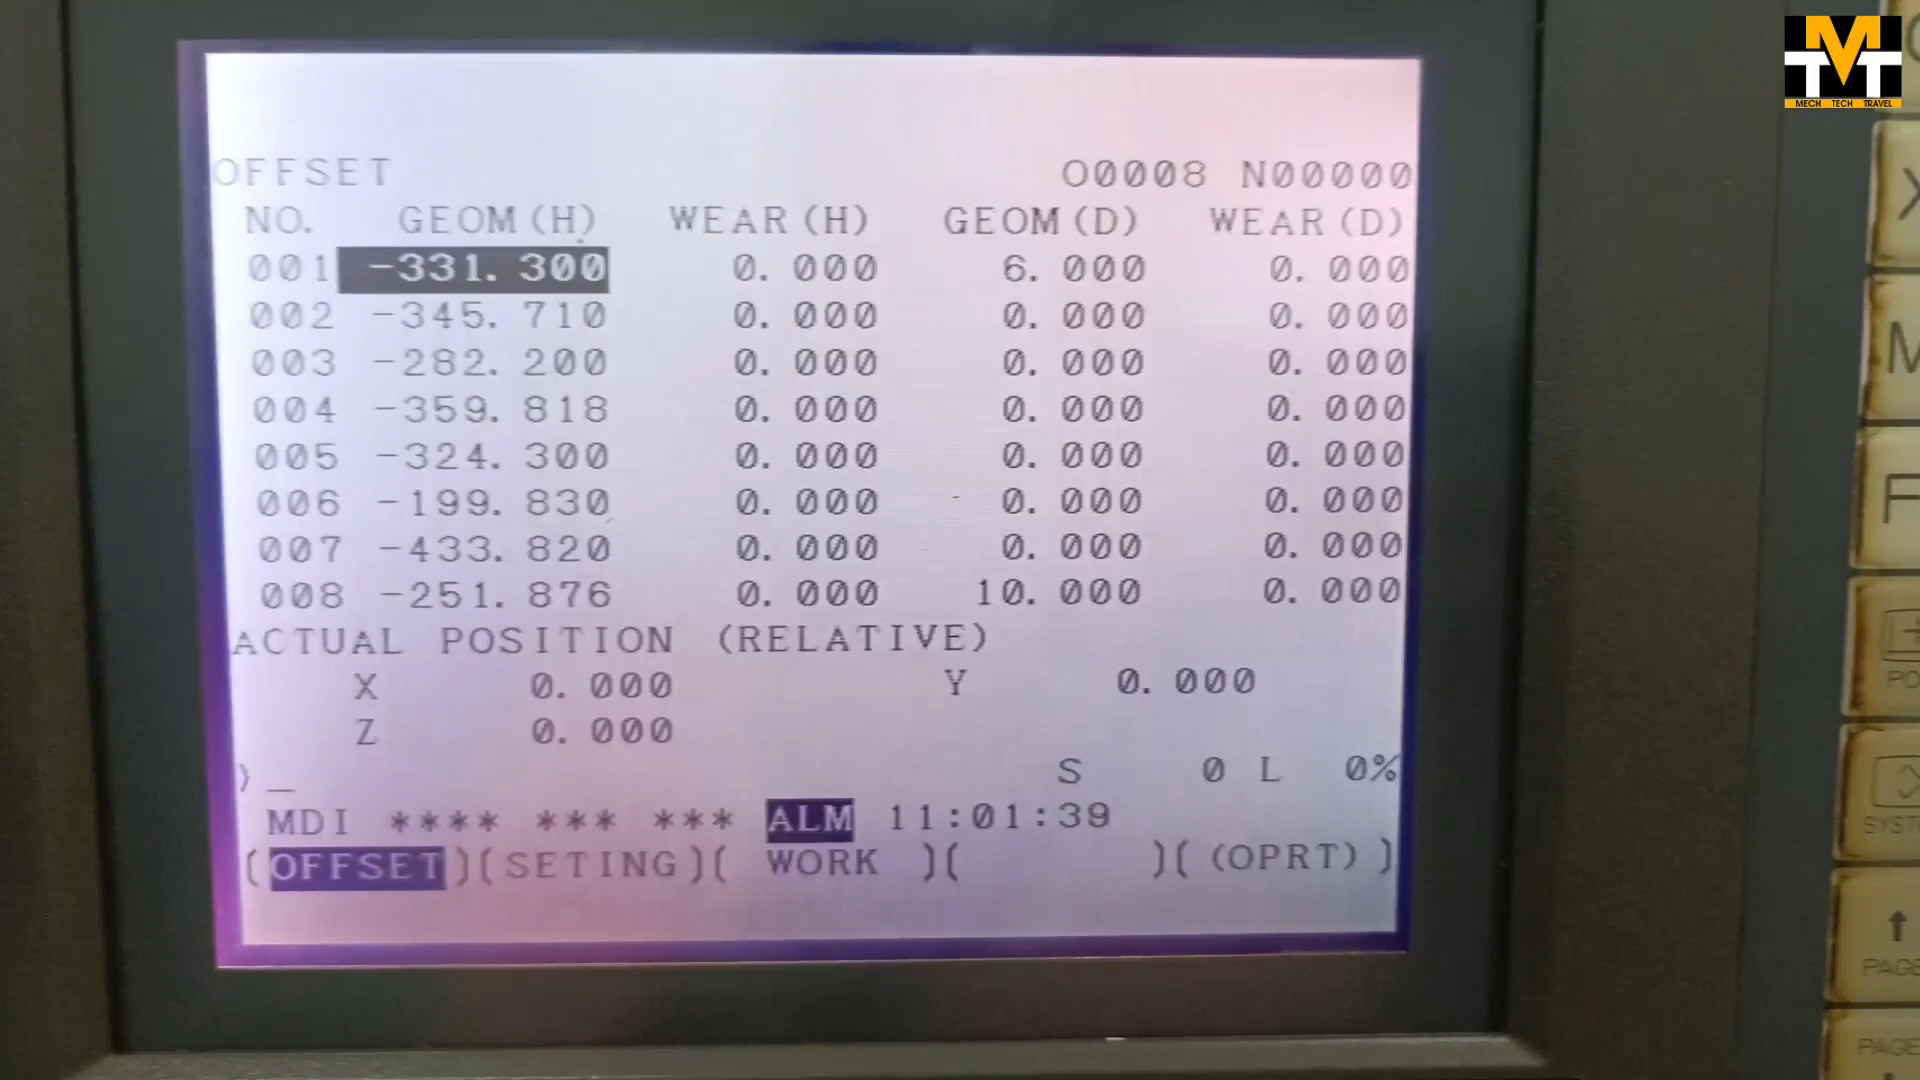 MECH TECH TRAVEL
OFFSET O0008 N00000
NO. GEOM(H) WEAR(H) GEOM(D) WEAR(D)
001 -331.300 0.000 6.000 0.000
002 -345.710 0.000 0.000 0.000
003 -282.200 0.000 0.000 0.000
004 -359.818 0.000 0.000 0.000
005 -324.300 0.000 0.000 0.000
006 -199.830 0.000 0.000 0.000
007 -433.820 0.000 0.000 0.000
008 -251.876 0.000 10.000 0.000
ACTUAL POSITION (RELATIVE)
X 0.000 Y 0.000
Z 0.000
)_
S 0 L 0%
MDI **** *** *** ALM 11:01:39
(OFFSET)(SETING)( WORK )( )( (OPRT) )
X
M
F
PAGE
PAGE